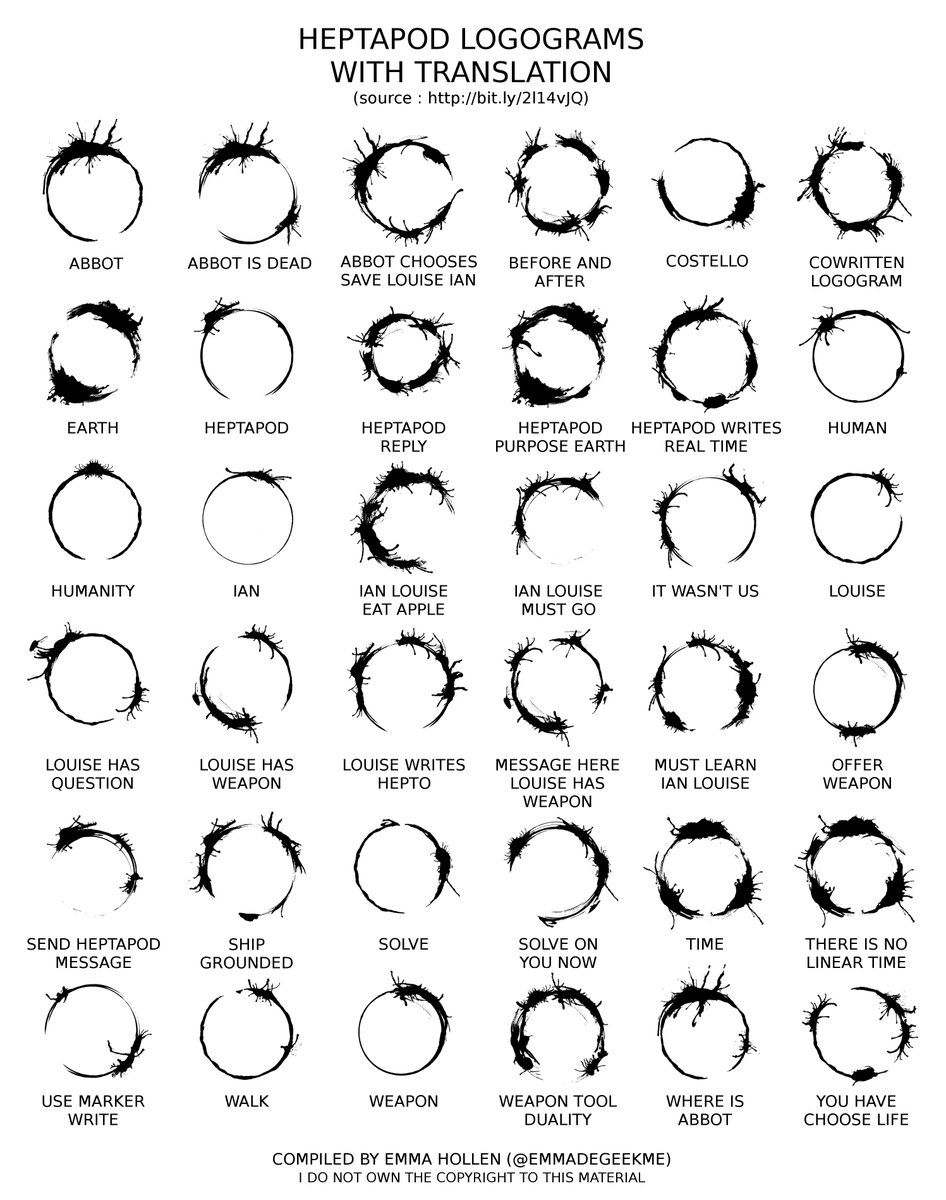 HEPTAPOD LOGOGRAMS
WITH TRANSLATION
(source : http://bit.ly/2l14vJQ)
ABBOT
ABBOT IS DEAD
ABBOT CHOOSES
SAVE LOUISE IAN
BEFORE AND
AFTER
COSTELLO
COWRITTEN
LOGOGRAM
EARTH
HEPTAPOD
HEPTAPOD
REPLY
HEPTAPOD
PURPOSE EARTH
HEPTAPOD WRITES
REAL TIME
HUMAN
HUMANITY
IAN
IAN LOUISE
EAT APPLE
IAN LOUISE
MUST GO
IT WASN'T US
LOUISE
LOUISE HAS
QUESTION
LOUISE HAS
WEAPON
LOUISE WRITES
HEPTO
MESSAGE HERE
LOUISE HAS
WEAPON
MUST LEARN
IAN LOUISE
OFFER
WEAPON
SEND HEPTAPOD
MESSAGE
SHIP
GROUNDED
SOLVE
SOLVE ON
YOU NOW
TIME
THERE IS NO
LINEAR TIME
USE MARKER
WRITE
WALK
WEAPON
WEAPON TOOL
DUALITY
WHERE IS
ABBOT
YOU HAVE
CHOOSE LIFE
COMPILED BY EMMA HOLLEN (@EMMADEGEEKME)
I DO NOT OWN THE COPYRIGHT TO THIS MATERIAL